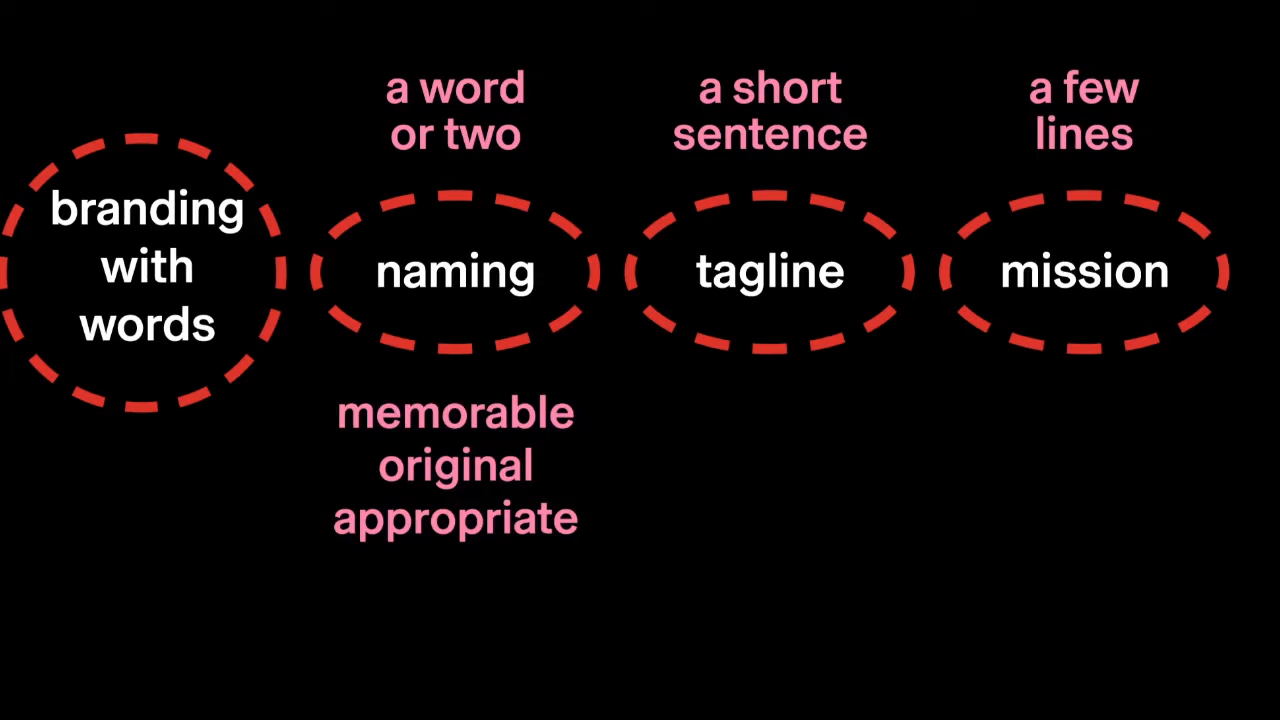 branding
with
words
a word
or two
naming
memorable
original
appropriate
a short
sentence
tagline
a few
lines
mission